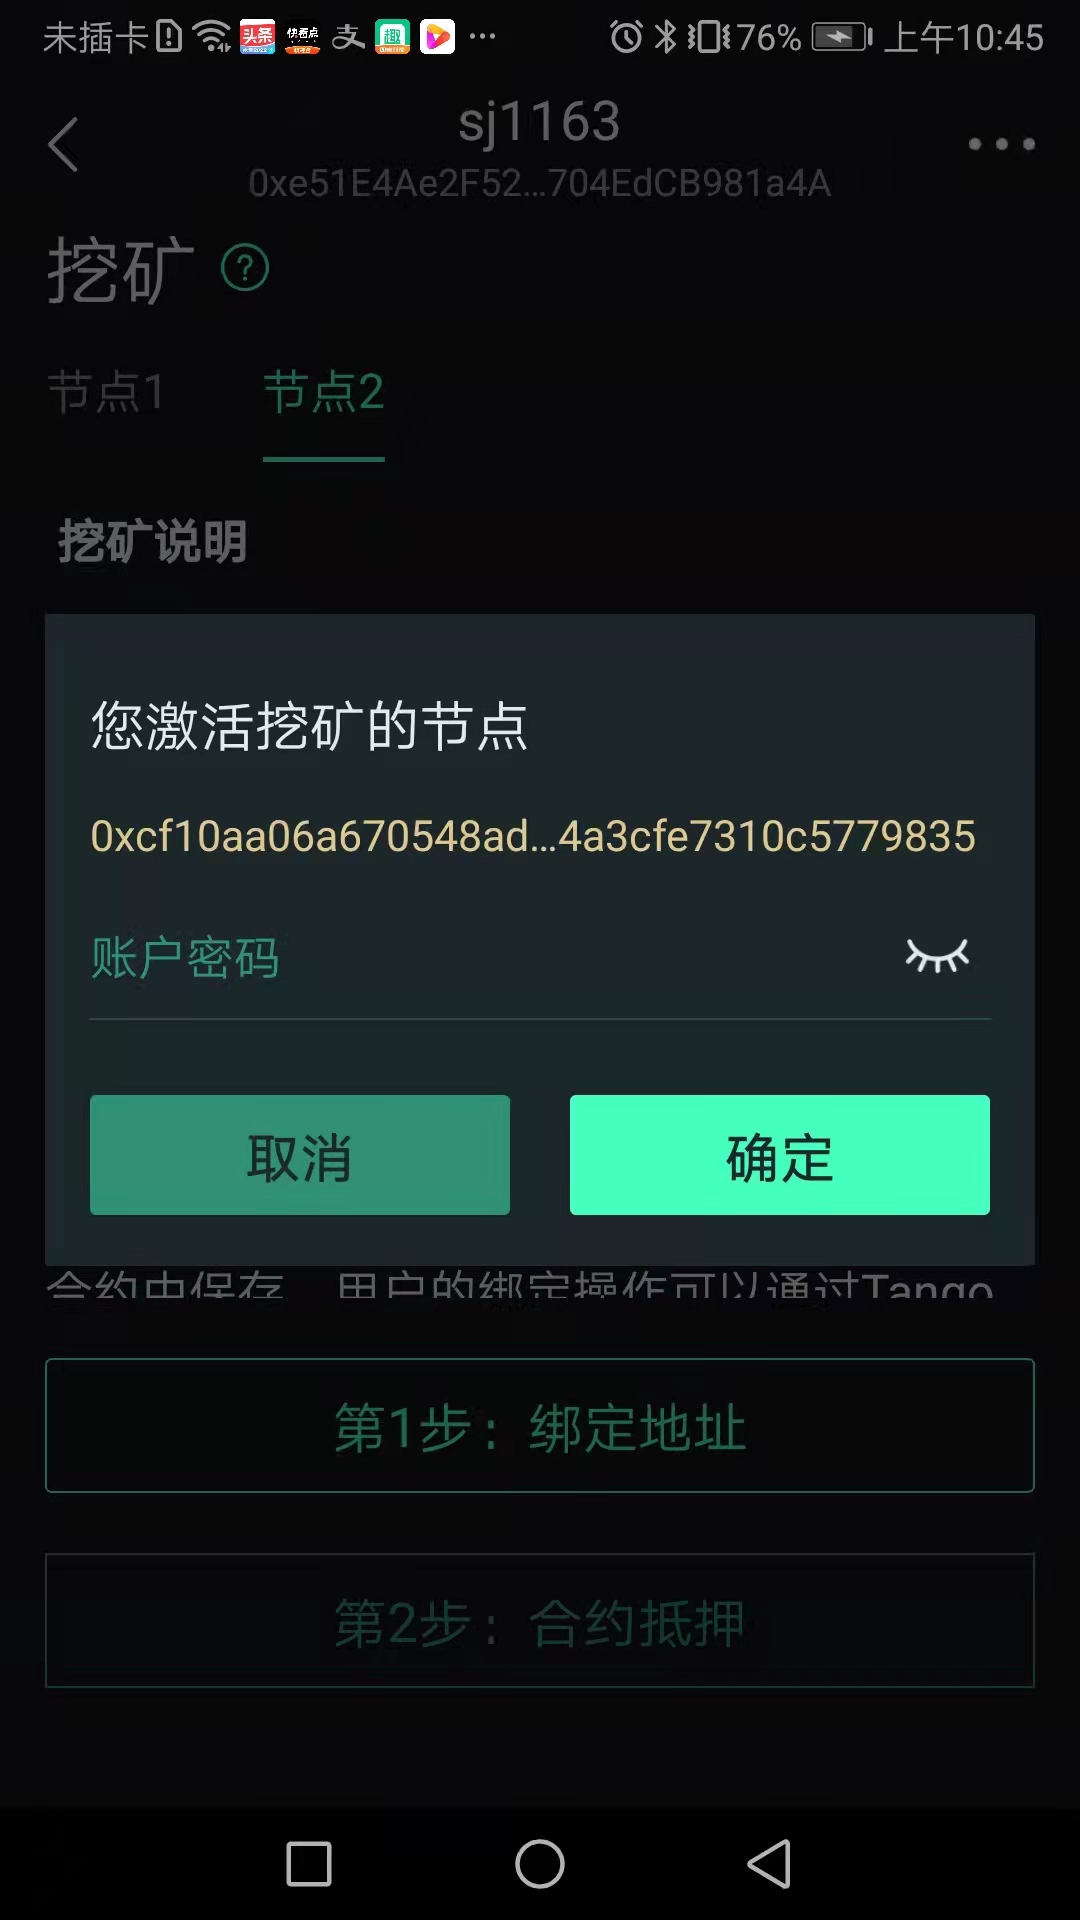 未插卡 头条 快看点 支 趣 ... 76% 上午10:45
sj1163
0xe51E4Ae2F52...704EdCB981a4A
挖矿 ?
节点1 节点2
挖矿说明
您激活挖矿的节点
0xcf10aa06a670548ad...4a3cfe7310c5779835
账户密码
取消 确定
合约中保存, 用户的绑定操作可以通过Tango
第1步：绑定地址
第2步：合约抵押